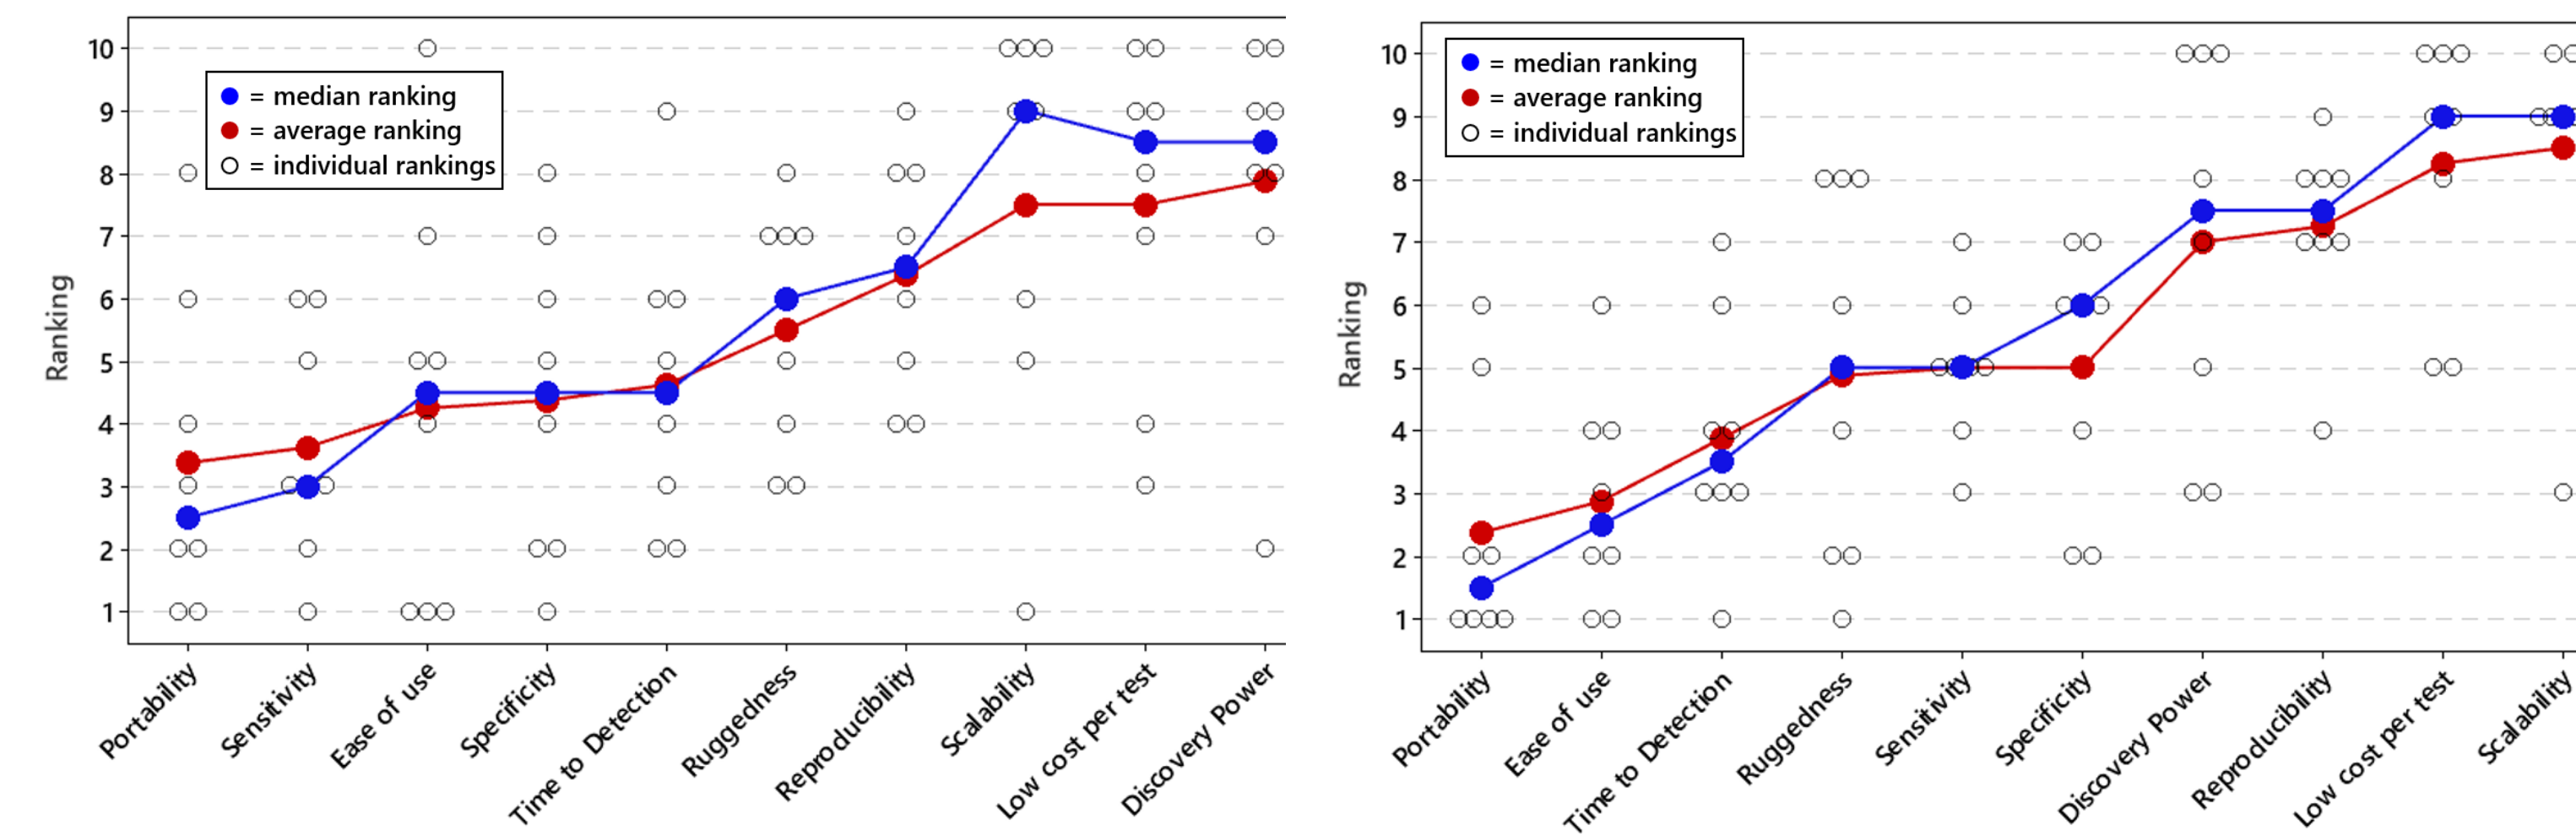 10
9
8
7
6
5
4
3
2
1
Ranking
= median ranking
= average ranking
= individual rankings
Portability
Sensitivity
Ease of use
Specificity
Time to Detection
Ruggedness
Reproducibility
Scalability
Low cost per test
Discovery Power
10
9
8
7
6
5
4
3
2
1
Ranking
= median ranking
= average ranking
= individual rankings
Portability
Ease of use
Time to Detection
Ruggedness
Sensitivity
Specificity
Discovery Power
Reproducibility
Low cost per test
Scalability